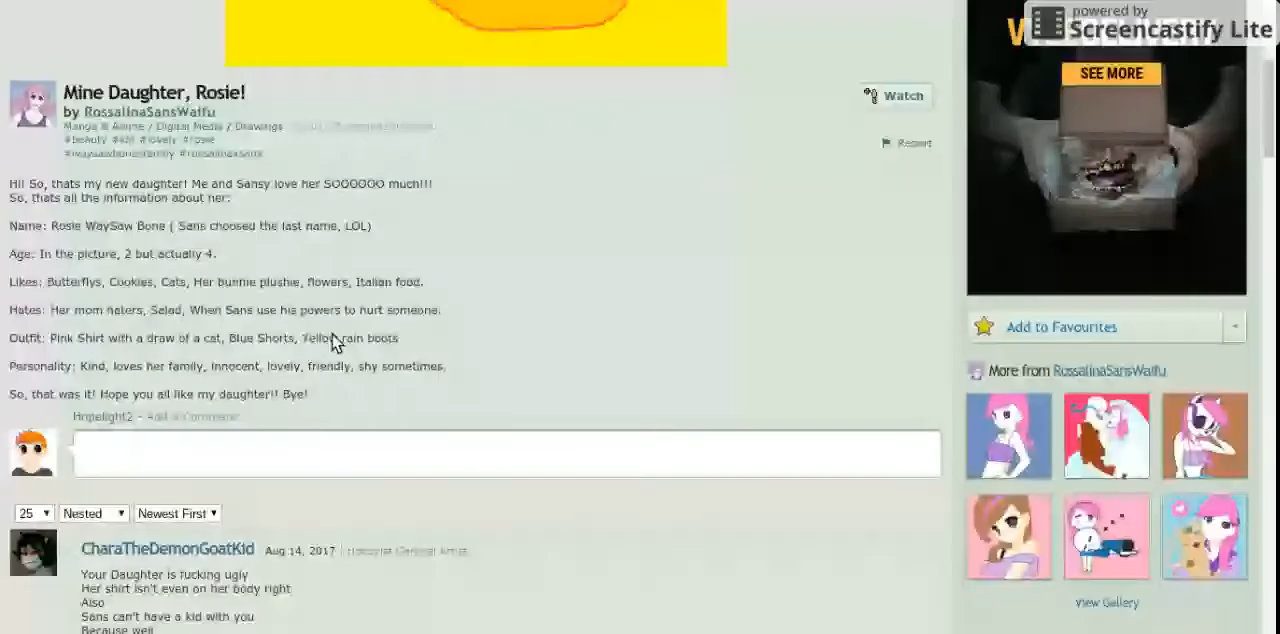 powered by
Screencastify Lite
SEE MORE
Mine Daughter, Rosie!
by RossalinaSansWaifu
Watch
Manga & Anime / Digital Media / Drawings
#beauty #kid #lovely #rosie
#waysawbonesfamily #rossalinaxsans
Report
Hi! So, thats my new daughter! Me and Sansy love her SOOOOOO much!!!
So, thats all the information about her:
Name: Rosie WaySaw Bone ( Sans choosed the last name, LOL)
Age: In the picture, 2 but actually 4.
Likes: Butterflys, Cookies, Cats, Her bunnie plushie, flowers, Italian food.
Hates: Her mom haters, Salad, When Sans use his powers to hurt someone.
Outfit: Pink Shirt with a draw of a cat, Blue Shorts, Yellow rain boots
Personality: Kind, loves her family, Innocent, lovely, friendly, shy sometimes.
So, that was it! Hope you all like my daughter!! Bye!
Add to Favourites
More from RossalinaSansWaifu
Hopelight2 - Add a Comment:
25 Nested Newest First
CharaTheDemonGoatKid Aug 14, 2017 | Hobbyist General Artist
Your Daughter is fucking ugly
Her shirt isn't even on her body right
Also
Sans can't have a kid with you
Because well
View Gallery